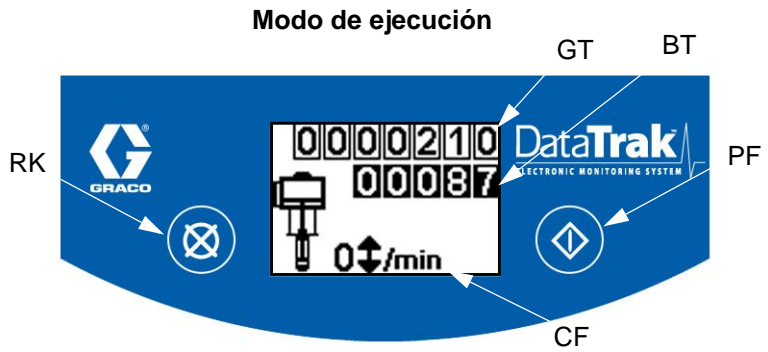 Modo de ejecución
GT
BT
RK
PF
CF
GRACO
0000210
00087
0 /min
DataTrak
ELECTRONIC MONITORING SYSTEM